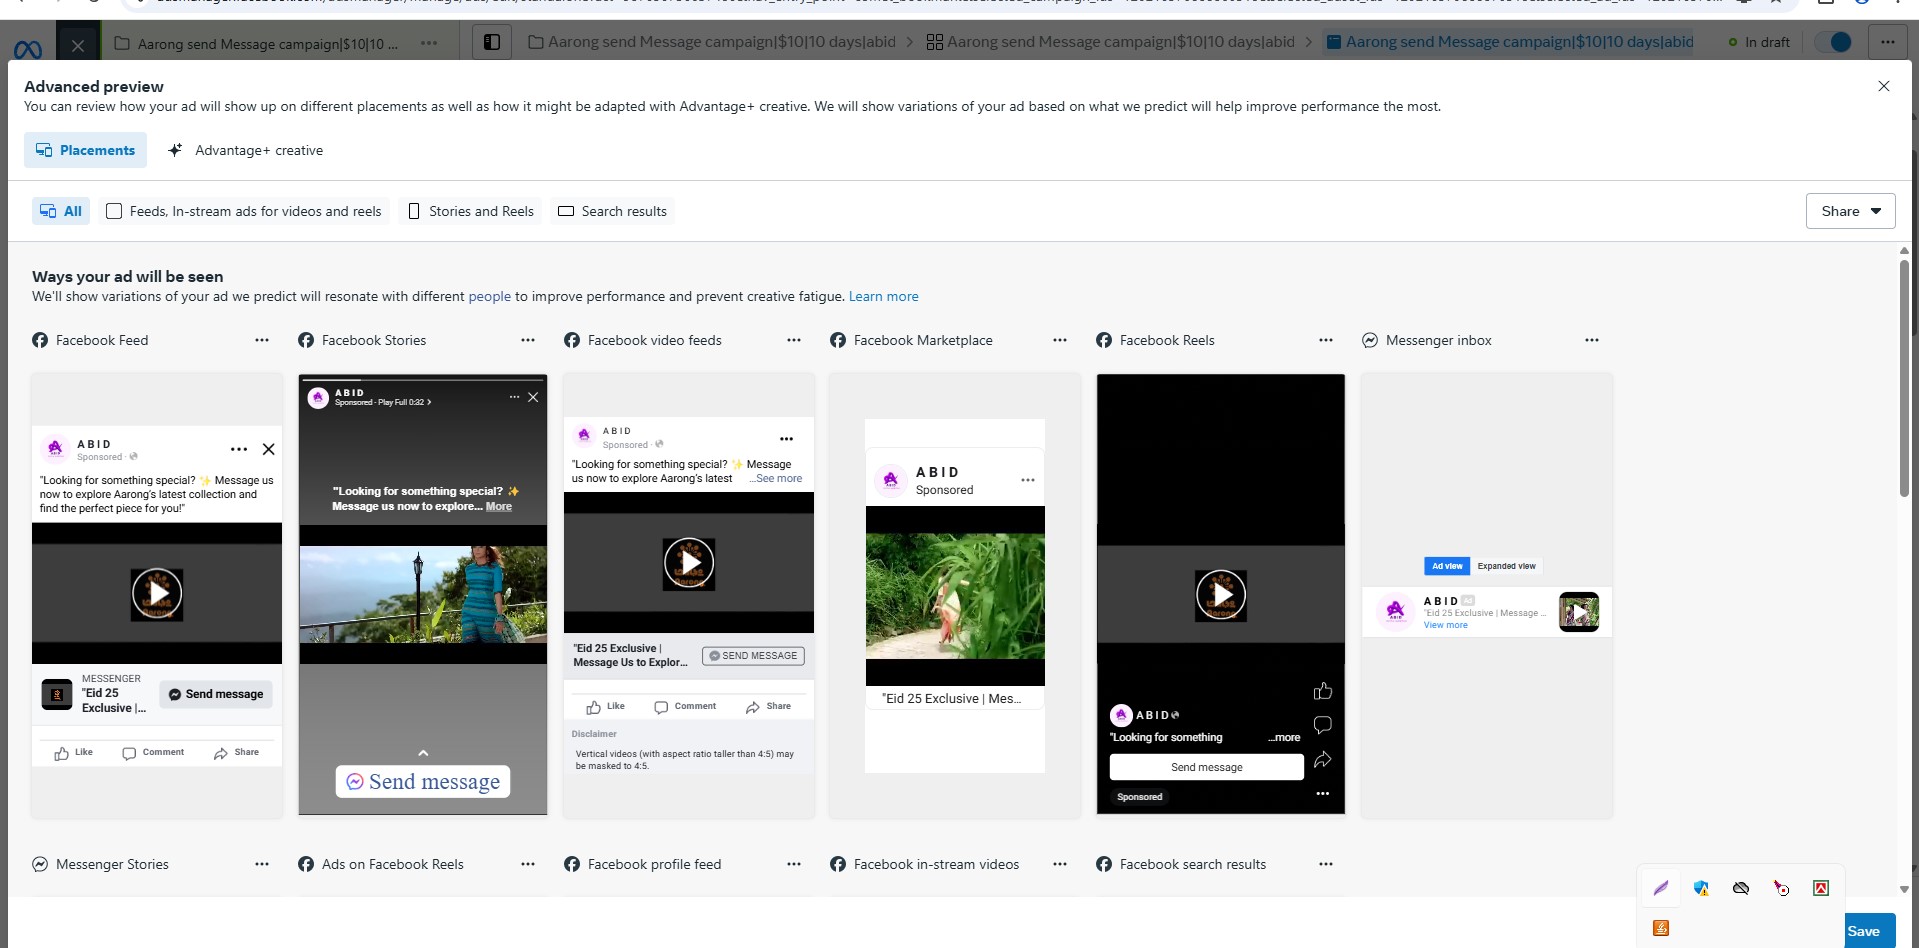 Aarong send Message campaign|$10|10 ...
Aarong send Message campaign|$10|10 days|abid
Aarong send Message campaign|$10|10 days|abid
Aarong send Message campaign|$10|10 days|abid
In draft
Advanced preview
You can review how your ad will show up on different placements as well as how it might be adapted with Advantage+ creative. We will show variations of your ad based on what we predict will help improve performance the most.
Placements
Advantage+ creative
All
Feeds, In-stream ads for videos and reels
Stories and Reels
Search results
Share
Ways your ad will be seen
We'll show variations of your ad we predict will resonate with different people to improve performance and prevent creative fatigue. Learn more
Facebook Feed
Facebook Stories
Facebook video feeds
Facebook Marketplace
Facebook Reels
Messenger inbox
ABID
Sponsored ·
"Looking for something special? ✨ Message us
now to explore Aarong's latest collection and
find the perfect piece for you!"
MESSENGER
"Eid 25
Exclusive |...
Send message
Like
Comment
Share
ABID
Sponsored · Play Full 0:32
"Looking for something special? ✨
Message us now to explore... More
Send message
ABID
Sponsored ·
"Looking for something special? ✨ Message
us now to explore Aarong's latest ...See more
"Eid 25 Exclusive |
Message Us to Explor...
SEND MESSAGE
Like
Comment
Share
Disclaimer
Vertical videos (with aspect ratio taller than 4:5) may
be masked to 4:5.
ABID
Sponsored
"Eid 25 Exclusive | Mes...
ABID
"Looking for something ...more
Send message
Sponsored
Ad view
Expanded view
ABID Ad
"Eid 25 Exclusive | Message ...
View more
Messenger Stories
Ads on Facebook Reels
Facebook profile feed
Facebook in-stream videos
Facebook search results
Save